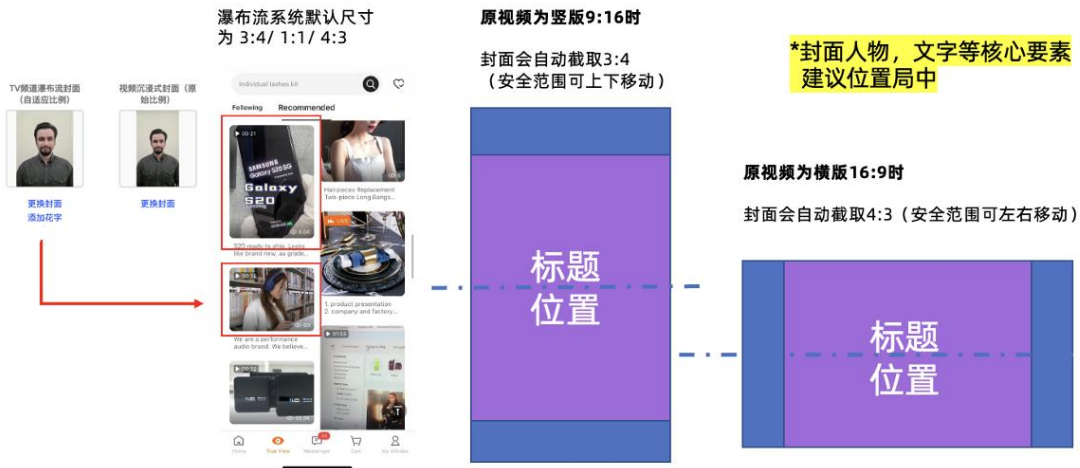 瀑布流系统默认尺寸
为 3:4/ 1:1/ 4:3
原视频为竖版9:16时
封面会自动截取3:4
（安全范围可上下移动）
*封面人物，文字等核心要素
建议位置居中
TV频道瀑布流封面
（自适应比例）
视频沉浸式封面（原
始比例）
更换封面
添加花字
更换封面
individual lashes kit
Following
Recommended
00:21
SAMSUNG
Galaxy S20 5G
Galaxy
S20
S20 ready to ship. Looks
like brand new, aa grade...
Hairpieces Replacement
Two-piece Long Bangs...
LIVE
1. product presentation
2. company and factory...
We are a performance
audio brand. We believe...
Home
True View
Messenger
Cart
My Alibaba
标题
位置
原视频为横版16:9时
封面会自动截取4:3（安全范围可左右移动）
标题
位置